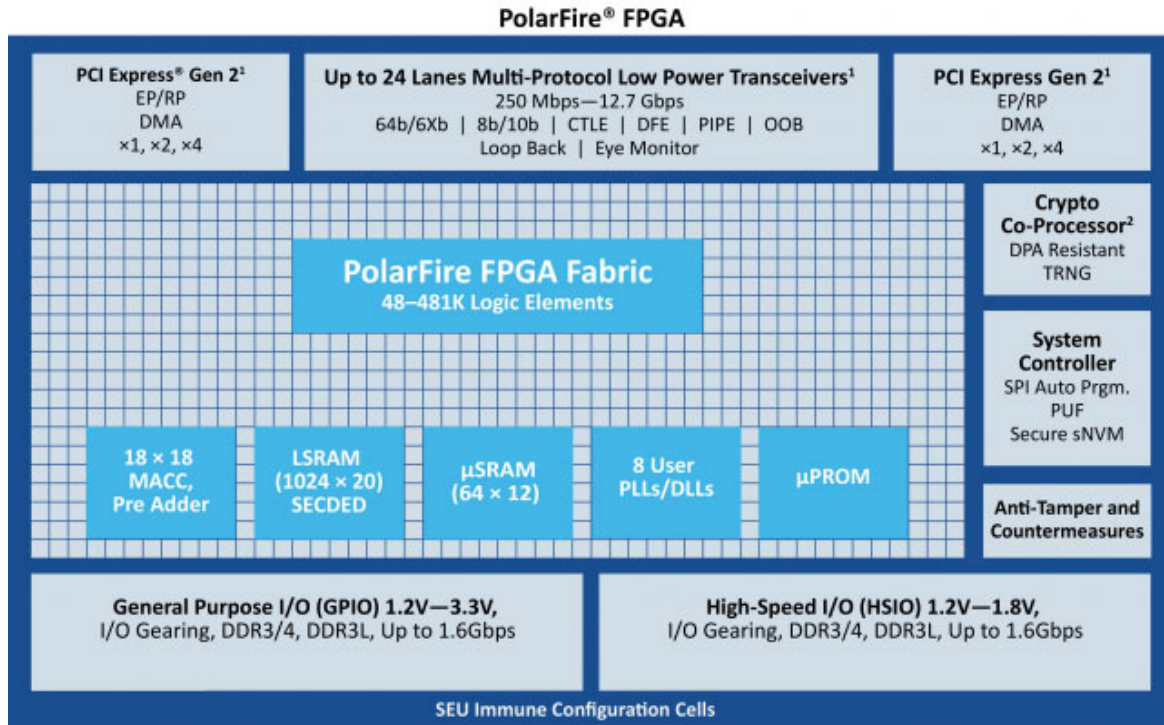 PolarFire® FPGA
PCI Express® Gen 2¹
EP/RP
DMA
×1, ×2, ×4
Up to 24 Lanes Multi-Protocol Low Power Transceivers¹
250 Mbps—12.7 Gbps
64b/6Xb | 8b/10b | CTLE | DFE | PIPE | OOB
Loop Back | Eye Monitor
PCI Express Gen 2¹
EP/RP
DMA
×1, ×2, ×4
PolarFire FPGA Fabric
48–481K Logic Elements
Crypto
Co-Processor²
DPA Resistant
TRNG
System
Controller
SPI Auto Prgm.
PUF
Secure sNVM
18 × 18
MACC,
Pre Adder
LSRAM
(1024 × 20)
SECDED
μSRAM
(64 × 12)
8 User
PLLs/DLLs
μPROM
Anti-Tamper and
Countermeasures
General Purpose I/O (GPIO) 1.2V—3.3V,
I/O Gearing, DDR3/4, DDR3L, Up to 1.6Gbps
High-Speed I/O (HSIO) 1.2V—1.8V,
I/O Gearing, DDR3/4, DDR3L, Up to 1.6Gbps
SEU Immune Configuration Cells